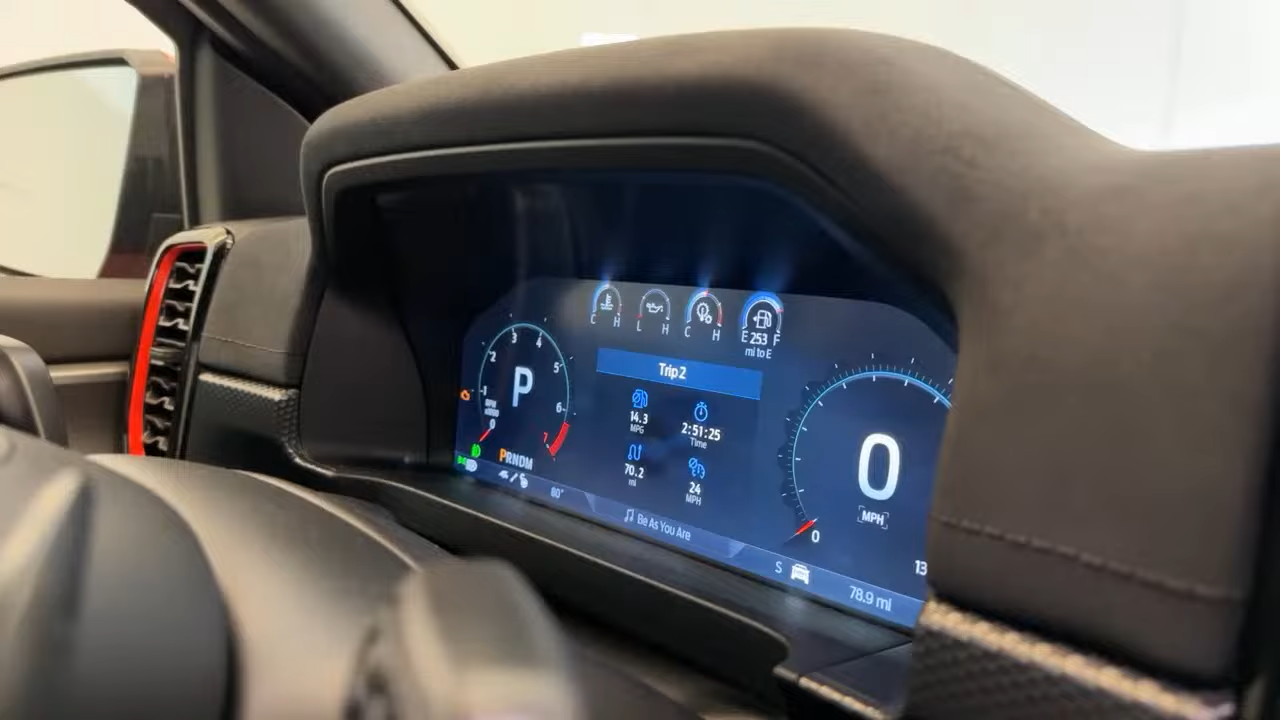 C H
L H
C H
E 253 F
mi to E
Trip 2
14.3
MPG
2:51:25
Time
70.2
mi
24
MPH
0
1
2
3
4
5
6
7
RPM
x1000
P
PRNDM
80°
Be As You Are
0
MPH
0
13
S
78.9 mi